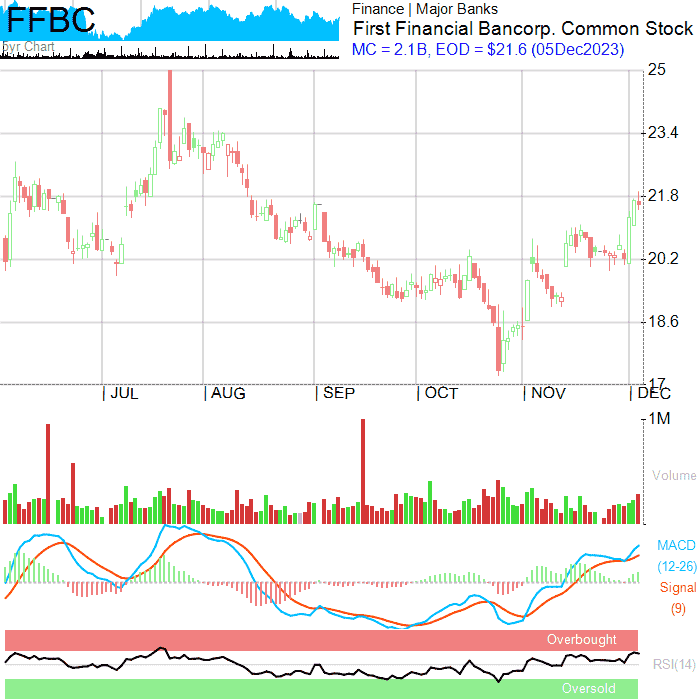 FFBC
5yr Chart
Finance | Major Banks
First Financial Bancorp. Common Stock
MC = 2.1B, EOD = $21.6 (05Dec2023)
25
23.4
21.8
20.2
18.6
17
| JUL | AUG | SEP | OCT | NOV | DEC
1M
Volume
MACD
(12-26)
Signal
(9)
Overbought
RSI(14)
Oversold